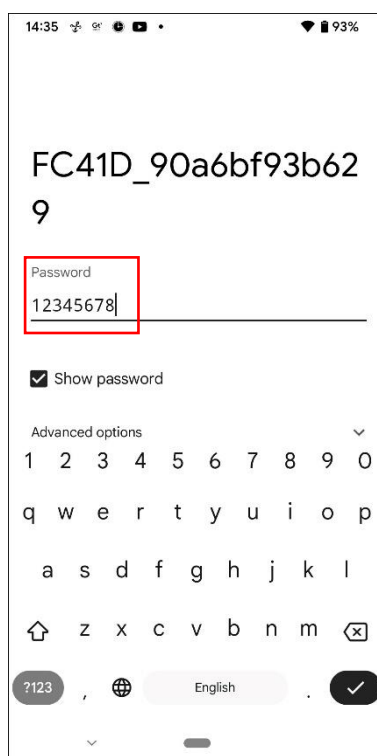 14:35 93%
FC41D_90a6bf93b62
9
Password
12345678
Show password
Advanced options
1 2 3 4 5 6 7 8 9 0
q w e r t y u i o p
a s d f g h j k l
z x c v b n m
?123 , English .